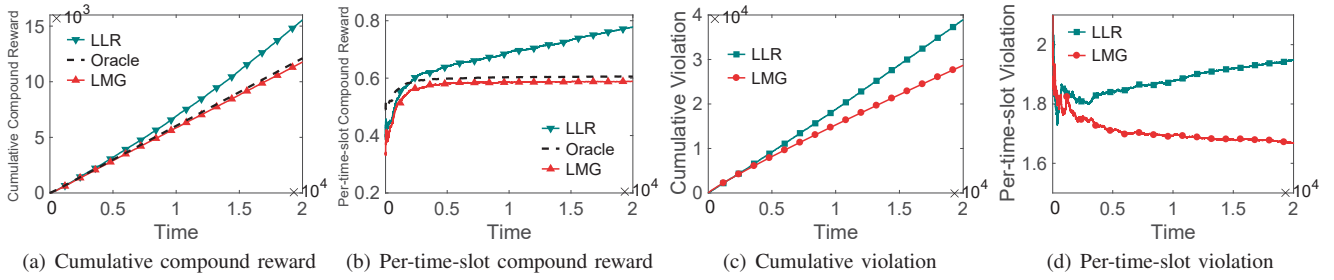 × 10³
Cumulative Compound Reward
15
10
5
0
LLR
Oracle
LMG
0 0.5 1 1.5 2
× 10⁴
Time
(a) Cumulative compound reward
Per-time-slot Compound Reward
0.8
0.6
0.4
0.2
LLR
Oracle
LMG
0 0.5 1 1.5 2
× 10⁴
Time
(b) Per-time-slot compound reward
× 10⁴
Cumulative Violation
4
3
2
1
0
LLR
LMG
0 0.5 1 1.5 2
× 10⁴
Time
(c) Cumulative violation
Per-time-slot Violation
2
1.8
1.6
1.4
LLR
LMG
0 0.5 1 1.5 2
× 10⁴
Time
(d) Per-time-slot violation